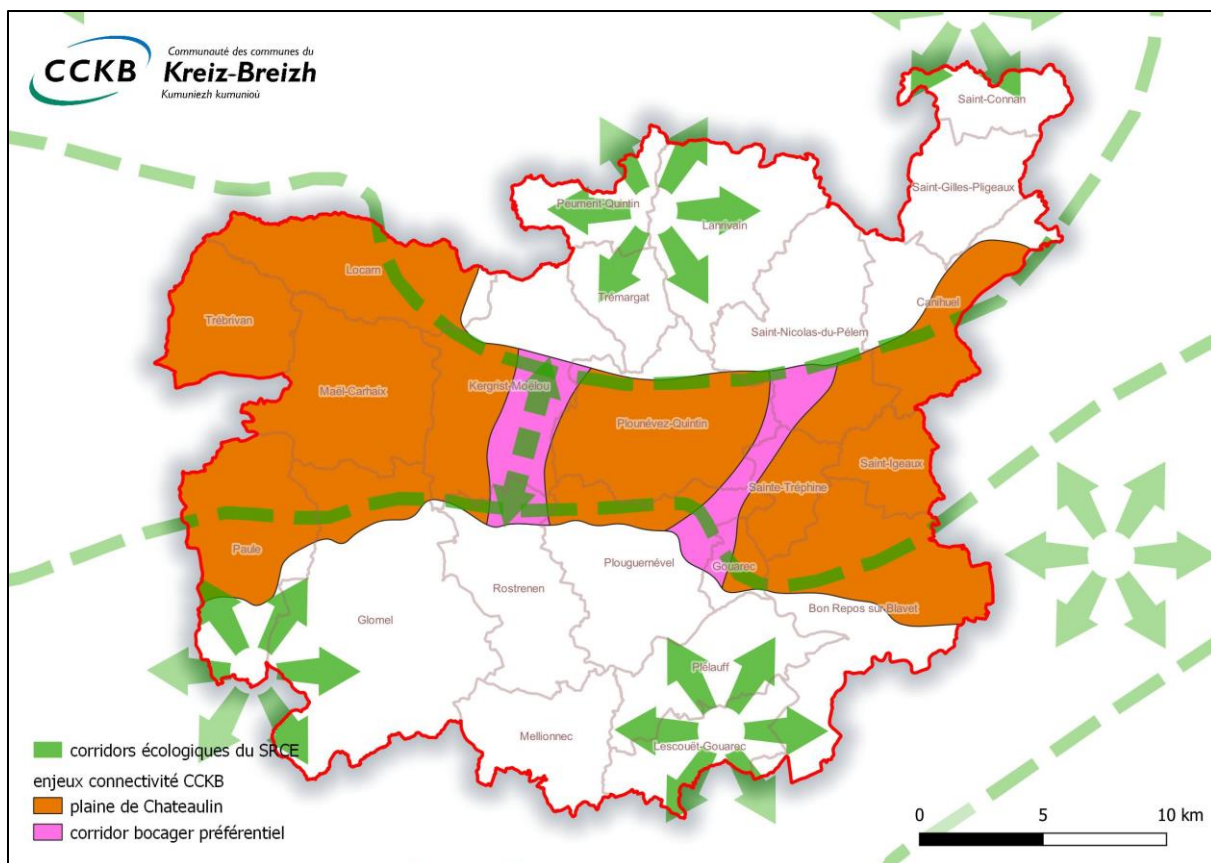 CCKB
Communauté des communes du
Kreiz-Breizh
Kumuniezh kumunioù
Saint-Connan
Saint-Gilles-Pligeaux
Peument-Quintin
Lanrivain
Locarn
Trémargat
Canihuel
Trébrivan
Saint-Nicolas-du-Pélem
Maël-Carhaix
Kergrist-Moëlou
Plounévez-Quintin
Saint-Igeaux
Sainte-Tréphine
Paule
Plouguernével
Gouarec
Rostrenen
Bon Repos sur Blavet
Glomel
Plélauff
Mellionnec
Lescouët-Gouarec
corridors écologiques du SRCE
enjeux connectivité CCKB
plaine de Chateaulin
corridor bocager préférentiel
0 5 10 km